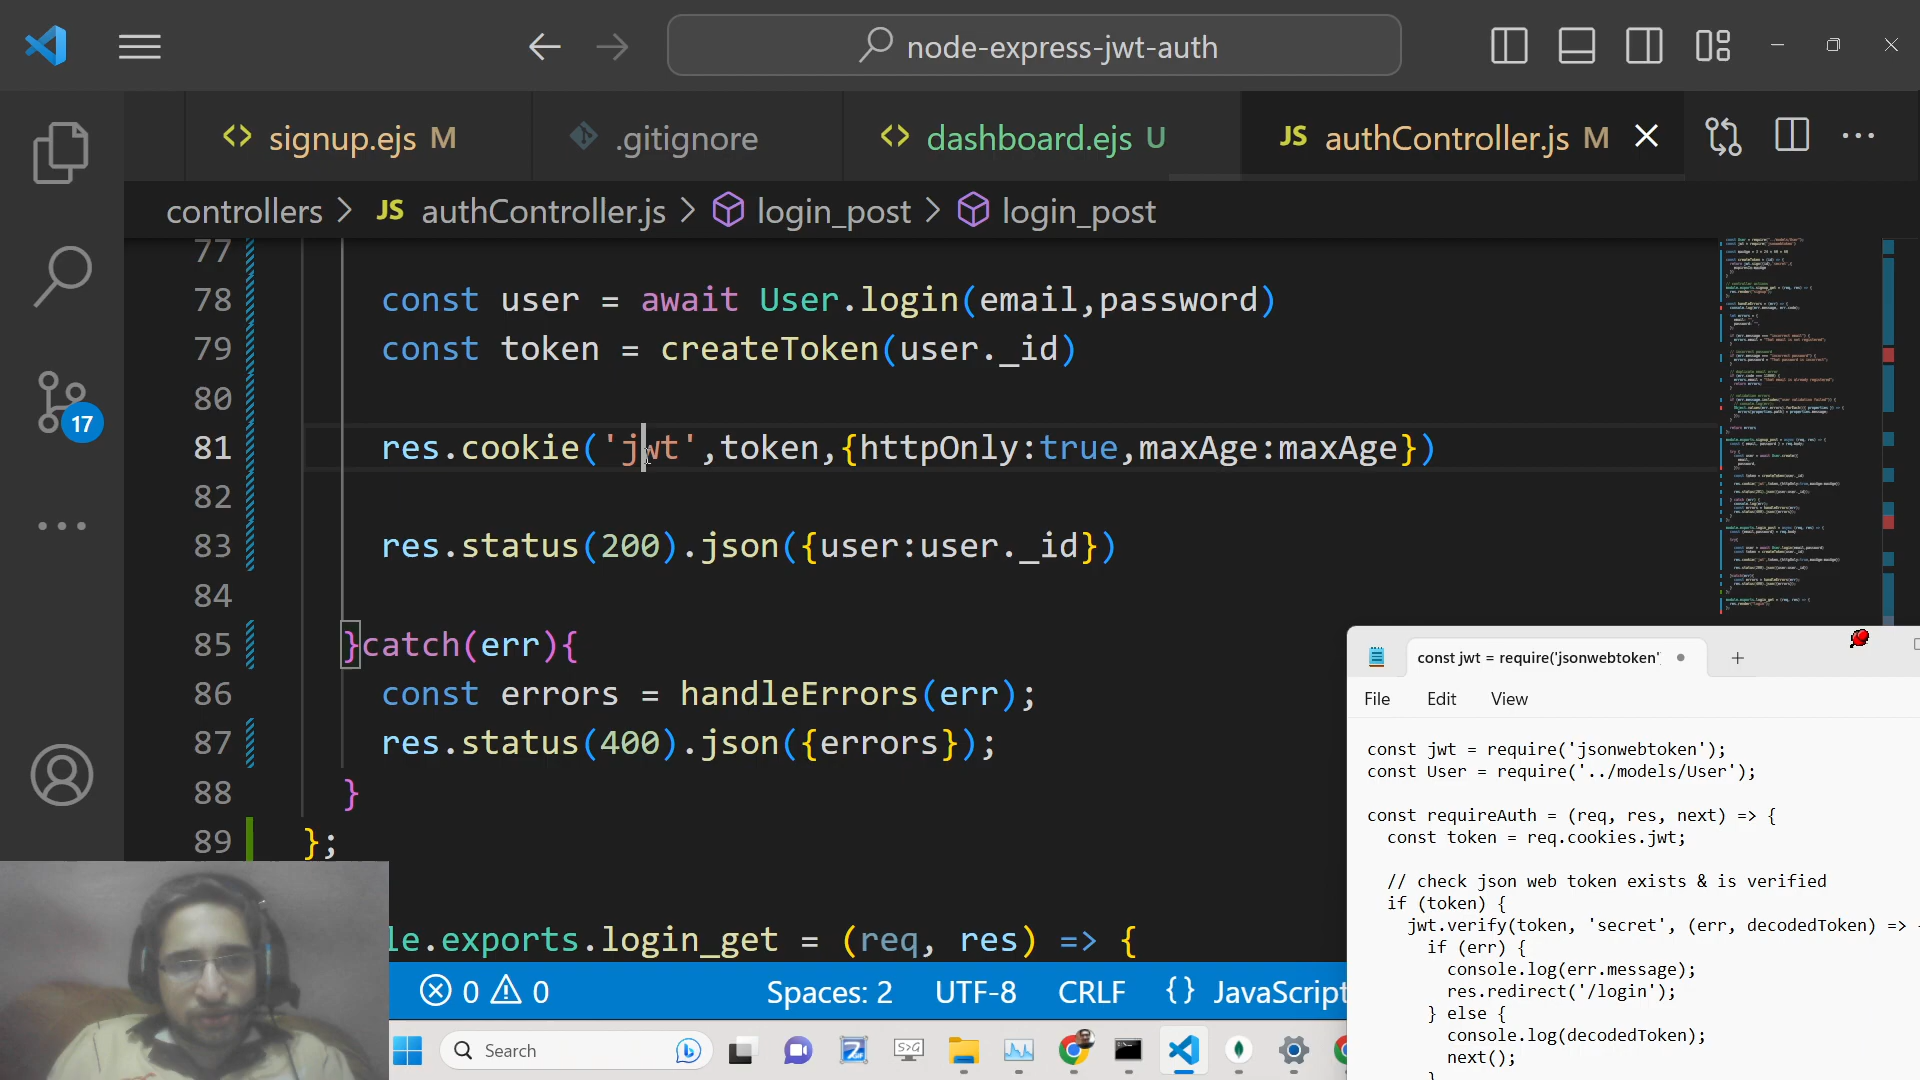 node-express-jwt-auth
signup.ejs M
.gitignore
dashboard.ejs U
JS authController.js M
controllers > JS authController.js > login_post > login_post
77
78 const user = await User.login(email,password)
79 const token = createToken(user._id)
80
81 res.cookie('jwt',token,{httpOnly:true,maxAge:maxAge})
82
83 res.status(200).json({user:user._id})
84
85 }catch(err){
86 const errors = handleErrors(err);
87 res.status(400).json({errors});
88 }
89 };
le.exports.login_get = (req, res) => {
17
0 0 Spaces: 2 UTF-8 CRLF {} JavaScript
Search
const jwt = require('jsonwebtoken'
File Edit View
const jwt = require('jsonwebtoken');
const User = require('../models/User');
const requireAuth = (req, res, next) => {
const token = req.cookies.jwt;
// check json web token exists & is verified
if (token) {
jwt.verify(token, 'secret', (err, decodedToken) =>
if (err) {
console.log(err.message);
res.redirect('/login');
} else {
console.log(decodedToken);
next();